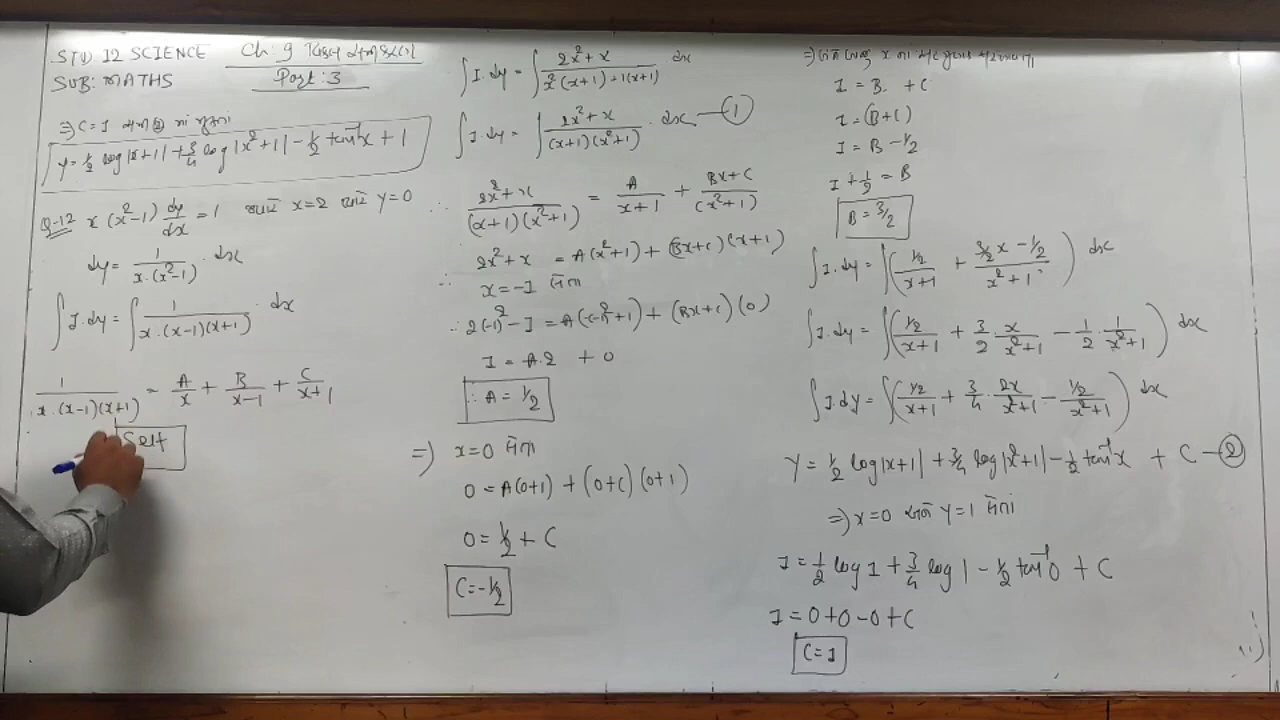 STD 12 SCIENCE
SUB: MATHS
Ch: 9 વિકલ સમીકરણ
Part: 3
⇒ C = 1 સમી② માં મુકતા
y = ½ log|x+1| + ¾ log|x²+1| - ½ tan⁻¹x + 1
Q-12 x(x²-1) dy/dx = 1 x=2 y=0
dy = 1/(x·(x²-1)) · dx
∫1·dy = ∫ 1/(x·(x-1)(x+1)) · dx
1/(x·(x-1)(x+1)) = A/x + B/(x-1) + C/(x+1)
Self
∫1·dy = ∫ (2x²+x)/(x²(x+1)+1(x+1)) dx
∫1·dy = ∫ (2x²+x)/((x+1)(x²+1)) · dx —①
∴ (2x²+x)/((x+1)(x²+1)) = A/(x+1) + (Bx+C)/(x²+1)
∴ 2x²+x = A(x²+1) + (Bx+C)(x+1)
x = -1 લેતા
∴ 2(-1)² - 1 = A((-1)²+1) + (Bx+C)(0)
1 = A·2 + 0
∴ A = ½
⇒ x=0 લેતા
0 = A(0+1) + (0+C)(0+1)
0 = ½ + C
C = -½
⇒ x ના
1 = B + C
1 = (B+C)
1 = B - ½
1 + ½ = B
B = 3/2
∫1·dy = ∫(½/(x+1) + (3/2x - ½)/(x²+1)) dx
∫1·dy = ∫(½/(x+1) + 3/2 · x/(x²+1) - 1/2 · 1/(x²+1)) dx
∫1·dy = ∫(½/(x+1) + 3/4 · 2x/(x²+1) - ½/(x²+1)) dx
y = ½ log|x+1| + ¾ log|x²+1| - ½ tan⁻¹x + C —②
⇒ x=0 અને y=1 લેતાં
1 = ½ log 1 + ¾ log 1 - ½ tan⁻¹0 + C
1 = 0+0-0+C
C = 1